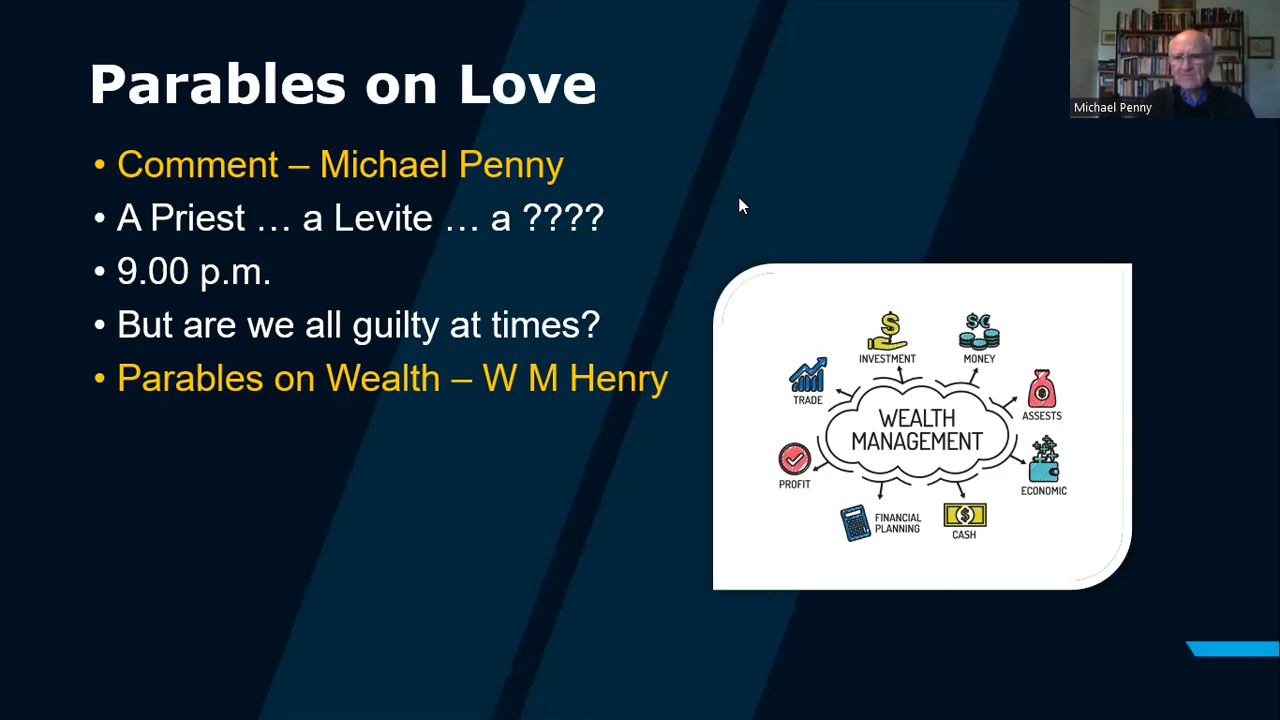 Parables on Love
Michael Penny
• Comment – Michael Penny
• A Priest … a Levite … a ????
• 9.00 p.m.
• But are we all guilty at times?
• Parables on Wealth – W M Henry
INVESTMENT
MONEY
TRADE
ASSESTS
WEALTH
MANAGEMENT
PROFIT
ECONOMIC
FINANCIAL
PLANNING
CASH